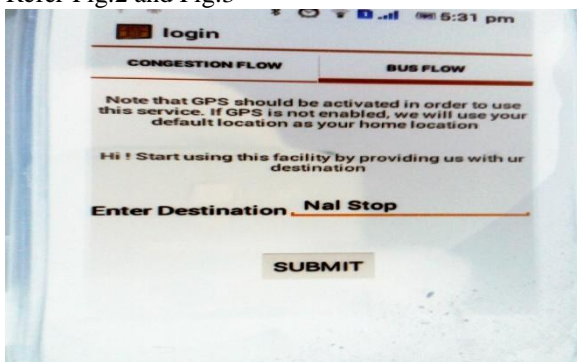 Refer Fig.2 and Fig.3
5:31 pm
login
CONGESTION FLOW
BUS FLOW
Note that GPS should be activated in order to use
this service. If GPS is not enabled, we will use your
default location as your home location
Hi ! Start using this facility by providing us with ur
destination
Enter Destination Nal Stop
SUBMIT